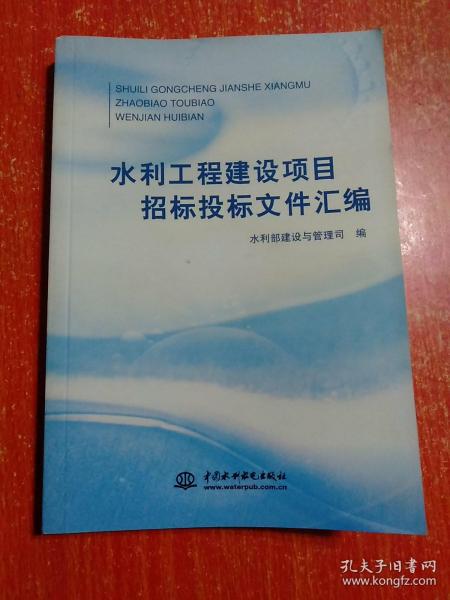 SHUILI GONGCHENG JIANSHE XIANGMU
ZHAOBIAO TOUBIAO
WENJIAN HUIBIAN
水利工程建设项目
招标投标文件汇编
水利部建设与管理司 编
中国水利水电出版社
www.waterpub.com.cn
孔夫子旧书网
www.kongfz.com